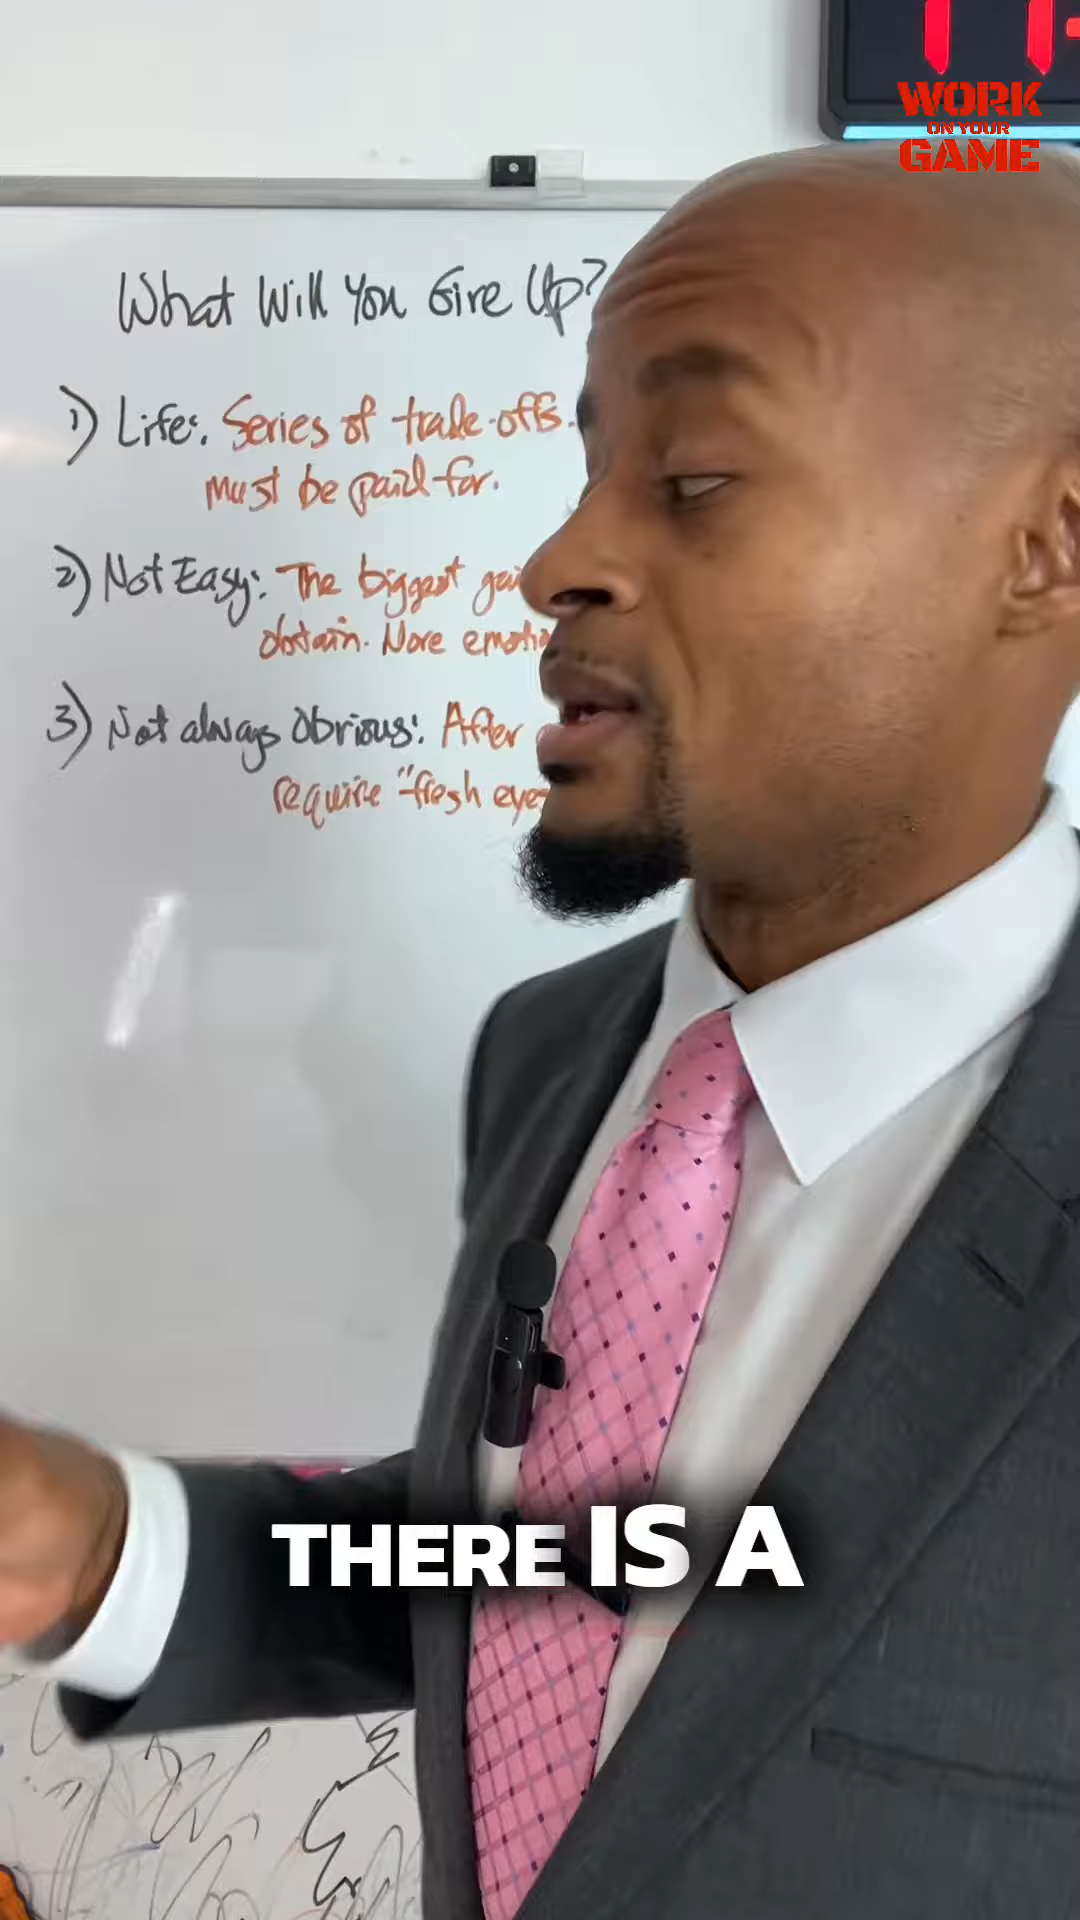 WORK
ON YOUR
GAME
What Will You Give Up?
1) Life: Series of trade-offs.
must be paid for.
2) Not Easy: The biggest
obtain. More
3) Not always Obvious: After
require "fresh
THERE IS A